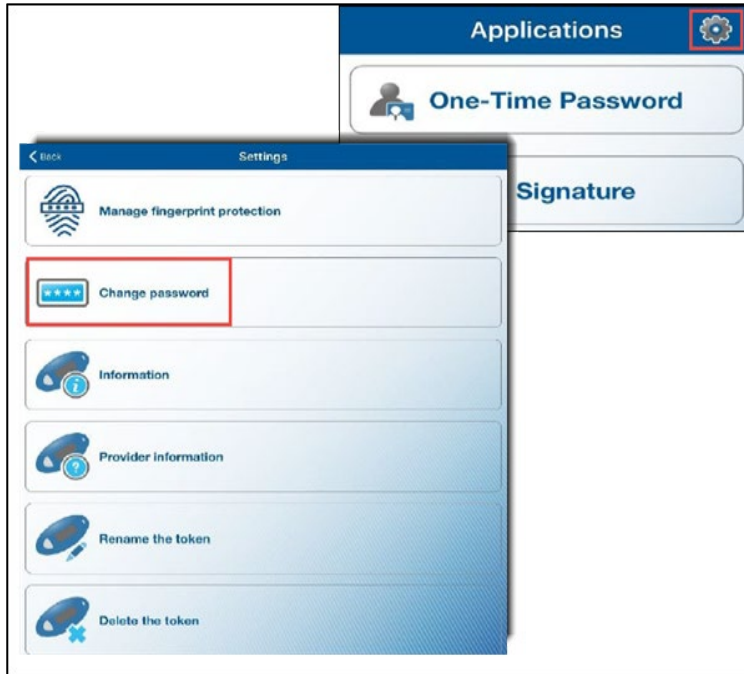 Applications
One-Time Password
Signature
Back
Settings
Manage fingerprint protection
****
Change password
Information
Provider information
Rename the token
Delete the token